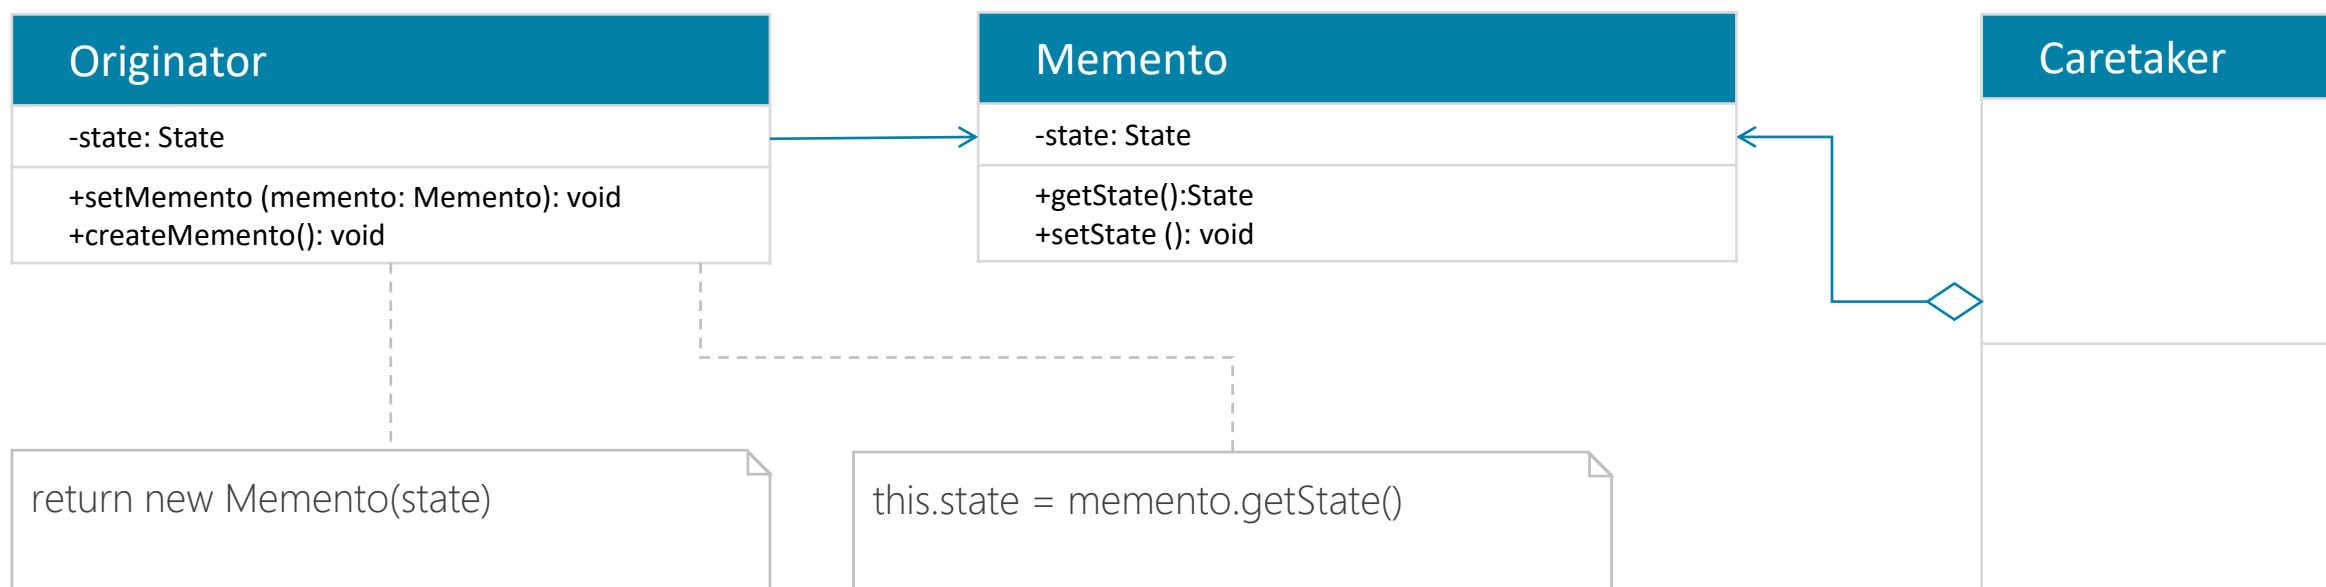 Originator
-state: State
+setMemento (memento: Memento): void
+createMemento(): void
Memento
-state: State
+getState():State
+setState (): void
Caretaker
return new Memento(state)
this.state = memento.getState()